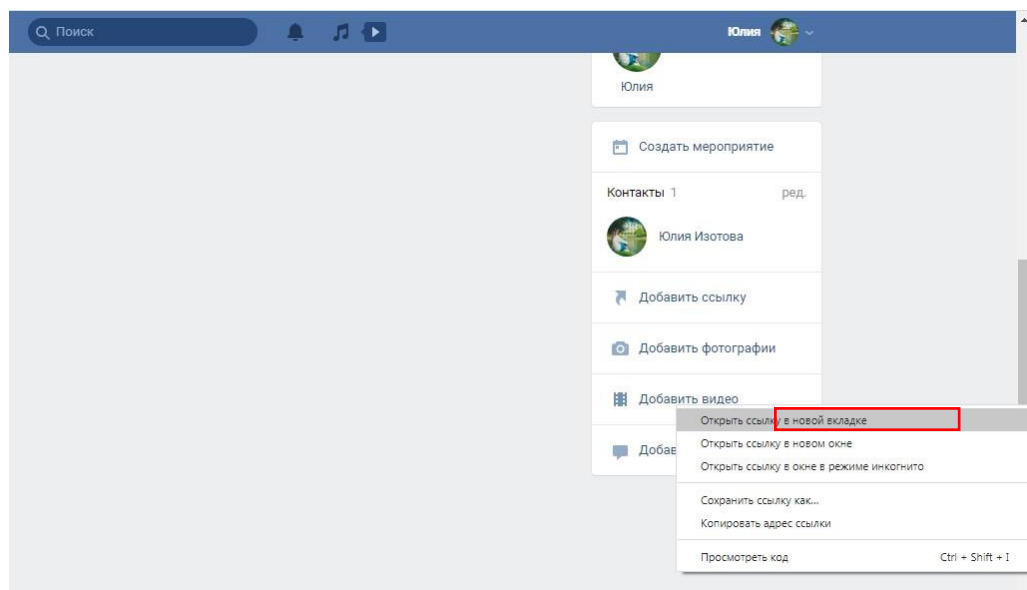 Поиск
Юлия
Юлия
Создать мероприятие
Контакты 1 ред.
Юлия Изотова
Добавить ссылку
Добавить фотографии
Добавить видео
Добав
Открыть ссылку в новой вкладке
Открыть ссылку в новом окне
Открыть ссылку в окне в режиме инкогнито
Сохранить ссылку как...
Копировать адрес ссылки
Просмотреть код Ctrl + Shift + I